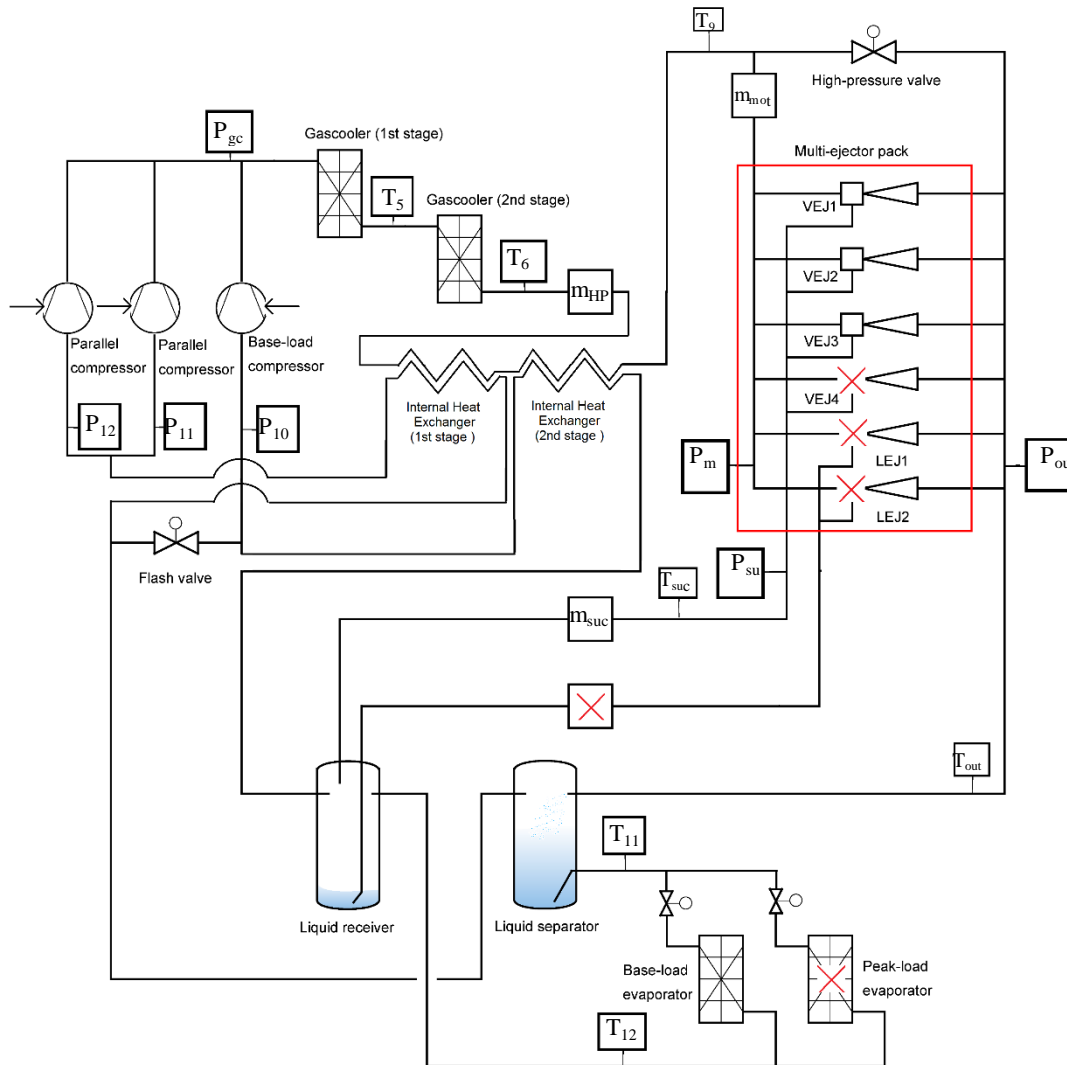 T9
High-pressure valve
mmot
Pgc
Gascooler (1st stage)
Multi-ejector pack
T5
Gascooler (2nd stage)
VEJ1
T6
VEJ2
mHP
Parallel
compressor
Parallel
compressor
Base-load
compressor
VEJ3
Internal Heat
Exchanger
(1st stage )
Internal Heat
Exchanger
(2nd stage )
VEJ4
P12
P11
P10
LEJ1
Pm
Pou
LEJ2
Flash valve
Psu
Tsuc
msuc
Tout
T11
Liquid receiver
Liquid separator
Base-load
evaporator
Peak-load
evaporator
T12